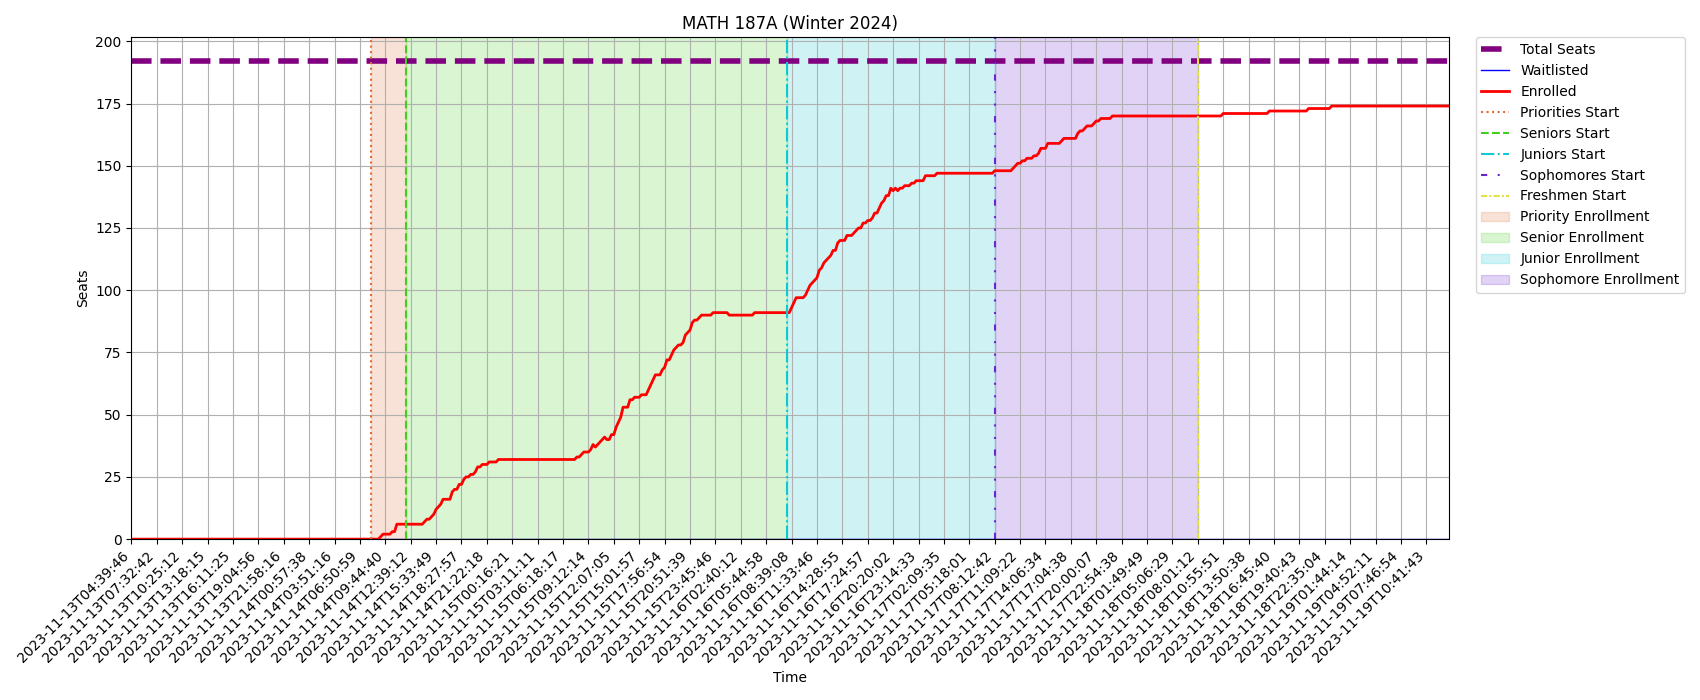 MATH 187A (Winter 2024)
200
175
150
125
100
75
50
25
0
Seats
2023-11-13T04:39:46
2023-11-13T07:32:42
2023-11-13T10:25:12
2023-11-13T13:18:15
2023-11-13T16:11:25
2023-11-13T19:04:56
2023-11-13T21:58:16
2023-11-14T00:57:38
2023-11-14T03:51:16
2023-11-14T06:50:59
2023-11-14T09:44:40
2023-11-14T12:39:12
2023-11-14T15:33:49
2023-11-14T18:27:57
2023-11-14T21:22:18
2023-11-15T00:16:21
2023-11-15T03:11:11
2023-11-15T06:18:17
2023-11-15T09:12:14
2023-11-15T12:07:05
2023-11-15T15:01:57
2023-11-15T17:56:54
2023-11-15T20:51:39
2023-11-15T23:45:46
2023-11-16T02:40:12
2023-11-16T05:44:58
2023-11-16T08:39:08
2023-11-16T11:33:46
2023-11-16T14:28:55
2023-11-16T17:24:57
2023-11-16T20:20:02
2023-11-16T23:14:33
2023-11-17T02:09:35
2023-11-17T05:18:01
2023-11-17T08:12:42
2023-11-17T11:09:22
2023-11-17T14:06:34
2023-11-17T17:04:38
2023-11-17T20:00:07
2023-11-17T22:54:38
2023-11-18T01:49:49
2023-11-18T05:06:29
2023-11-18T08:01:12
2023-11-18T10:55:51
2023-11-18T13:50:38
2023-11-18T16:45:40
2023-11-18T19:40:43
2023-11-18T22:35:04
2023-11-19T01:44:14
2023-11-19T04:52:11
2023-11-19T07:46:54
2023-11-19T10:41:43
Time
Total Seats
Waitlisted
Enrolled
Priorities Start
Seniors Start
Juniors Start
Sophomores Start
Freshmen Start
Priority Enrollment
Senior Enrollment
Junior Enrollment
Sophomore Enrollment